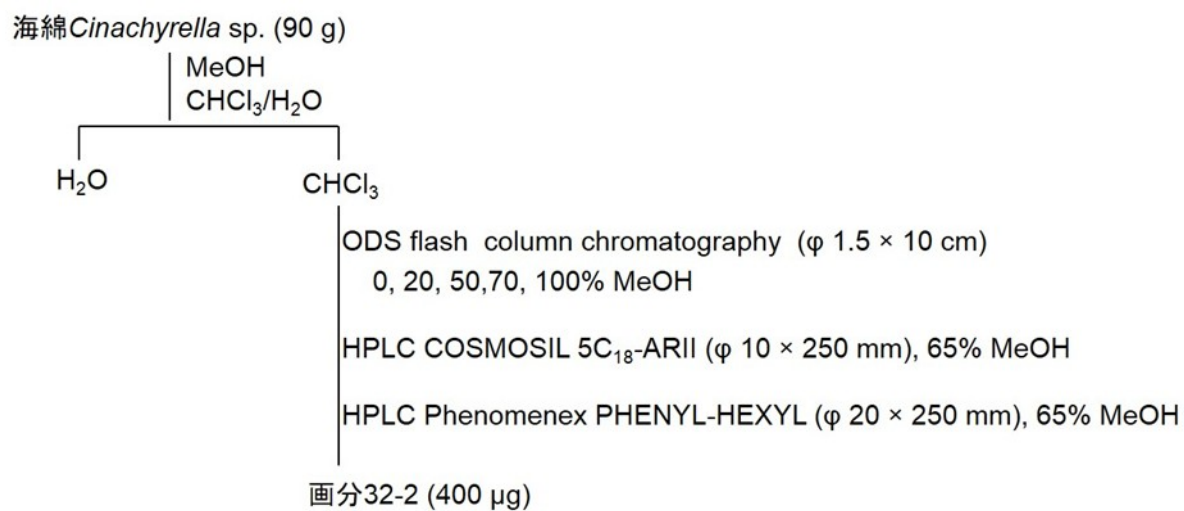 海綿Cinachyrella sp. (90 g)
MeOH
CHCl₃/H₂O
H₂O
CHCl₃
ODS flash column chromatography (φ 1.5 × 10 cm)
0, 20, 50,70, 100% MeOH
HPLC COSMOSIL 5C₁₈-ARII (φ 10 × 250 mm), 65% MeOH
HPLC Phenomenex PHENYL-HEXYL (φ 20 × 250 mm), 65% MeOH
画分32-2 (400 μg)